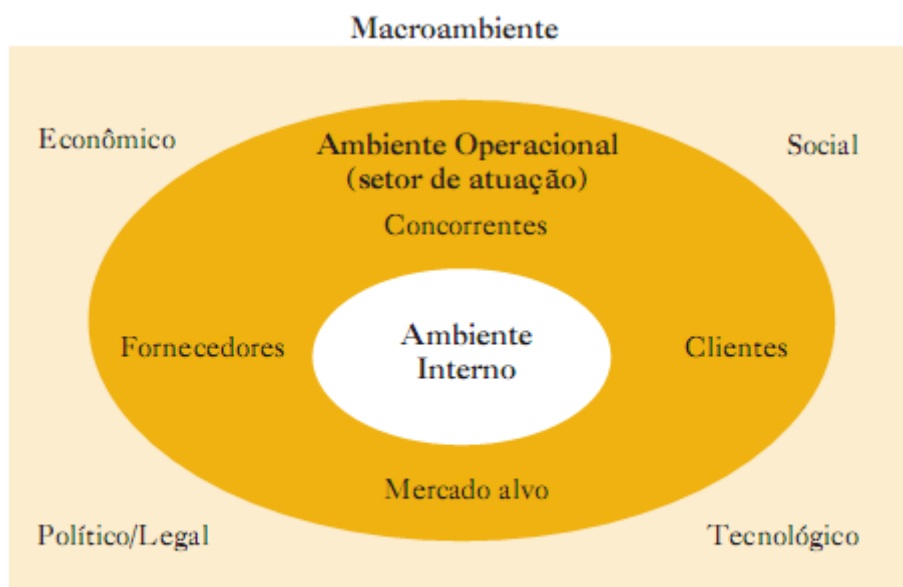 Macroambiente
Econômico
Social
Ambiente Operacional
(setor de atuação)
Concorrentes
Fornecedores
Ambiente
Interno
Clientes
Mercado alvo
Político/Legal
Tecnológico